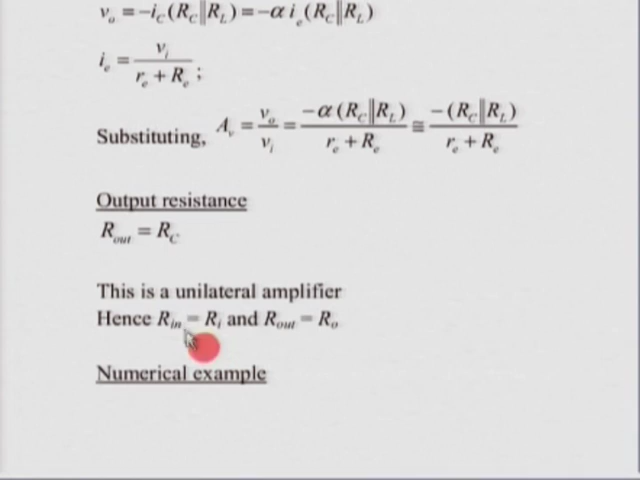 v_o = -i_C (R_C||R_L) = -α i_e (R_C||R_L)
i_e = v_i / (r_e + R_e) ;
Substituting, A_v = v_o / v_i = -α (R_C||R_L) / (r_e + R_e) ≅ -(R_C||R_L) / (r_e + R_e)
Output resistance
R_out = R_C
This is a unilateral amplifier
Hence R_in = R_i and R_out = R_o
Numerical example